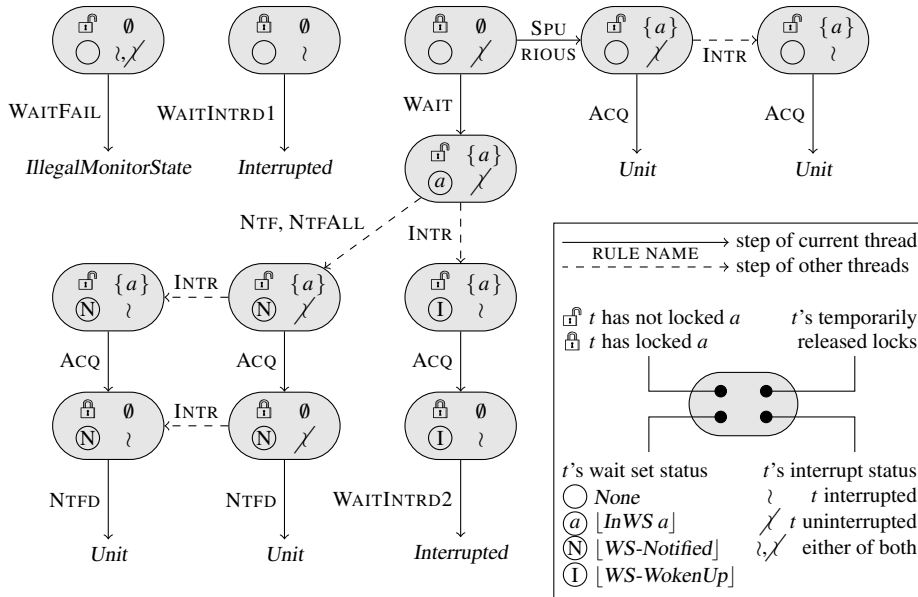 ∅ ∅ ∅ {a} {a}
≀,≀̸ ≀ ≀̸ ≀̸ ≀
SPU
RIOUS
INTR
WAITFAIL WAITINTRD1 WAIT ACQ ACQ
IllegalMonitorState Interrupted Unit Unit
{a}
a ≀̸
NTF, NTFALL
INTR
{a} INTR {a} {a}
N ≀ N ≀̸ I ≀
ACQ ACQ ACQ
∅ INTR ∅ ∅
N ≀ N ≀̸ I ≀
NTFD NTFD WAITINTRD2
Unit Unit Interrupted
step of current thread
RULE NAME
step of other threads
t has not locked a t's temporarily
t has locked a released locks
t's wait set status t's interrupt status
None ≀ t interrupted
a ⌊InWS a⌋ ≀̸ t uninterrupted
N ⌊WS-Notified⌋ ≀,≀̸ either of both
I ⌊WS-WokenUp⌋